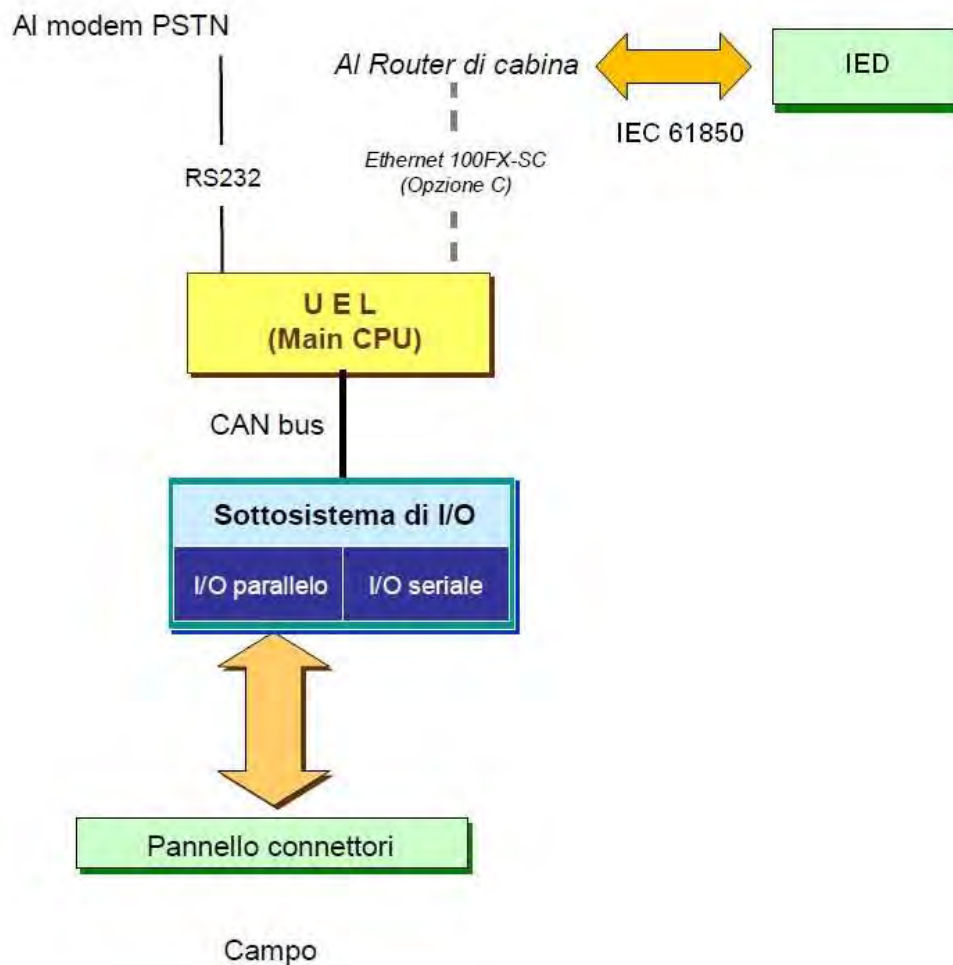 Al modem PSTN
Al Router di cabina
IED
IEC 61850
Ethernet 100FX-SC
(Opzione C)
RS232
U E L
(Main CPU)
CAN bus
Sottosistema di I/O
I/O parallelo
I/O seriale
Pannello connettori
Campo